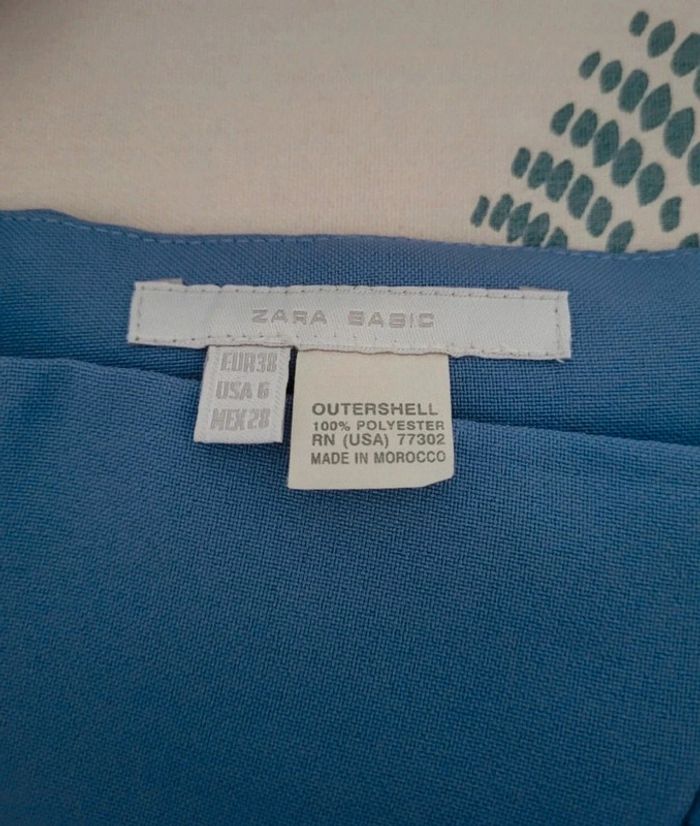 ZARA BASIC
EUR38
USA 6
MEX 28
OUTERSHELL
100% POLYESTER
RN (USA) 77302
MADE IN MOROCCO